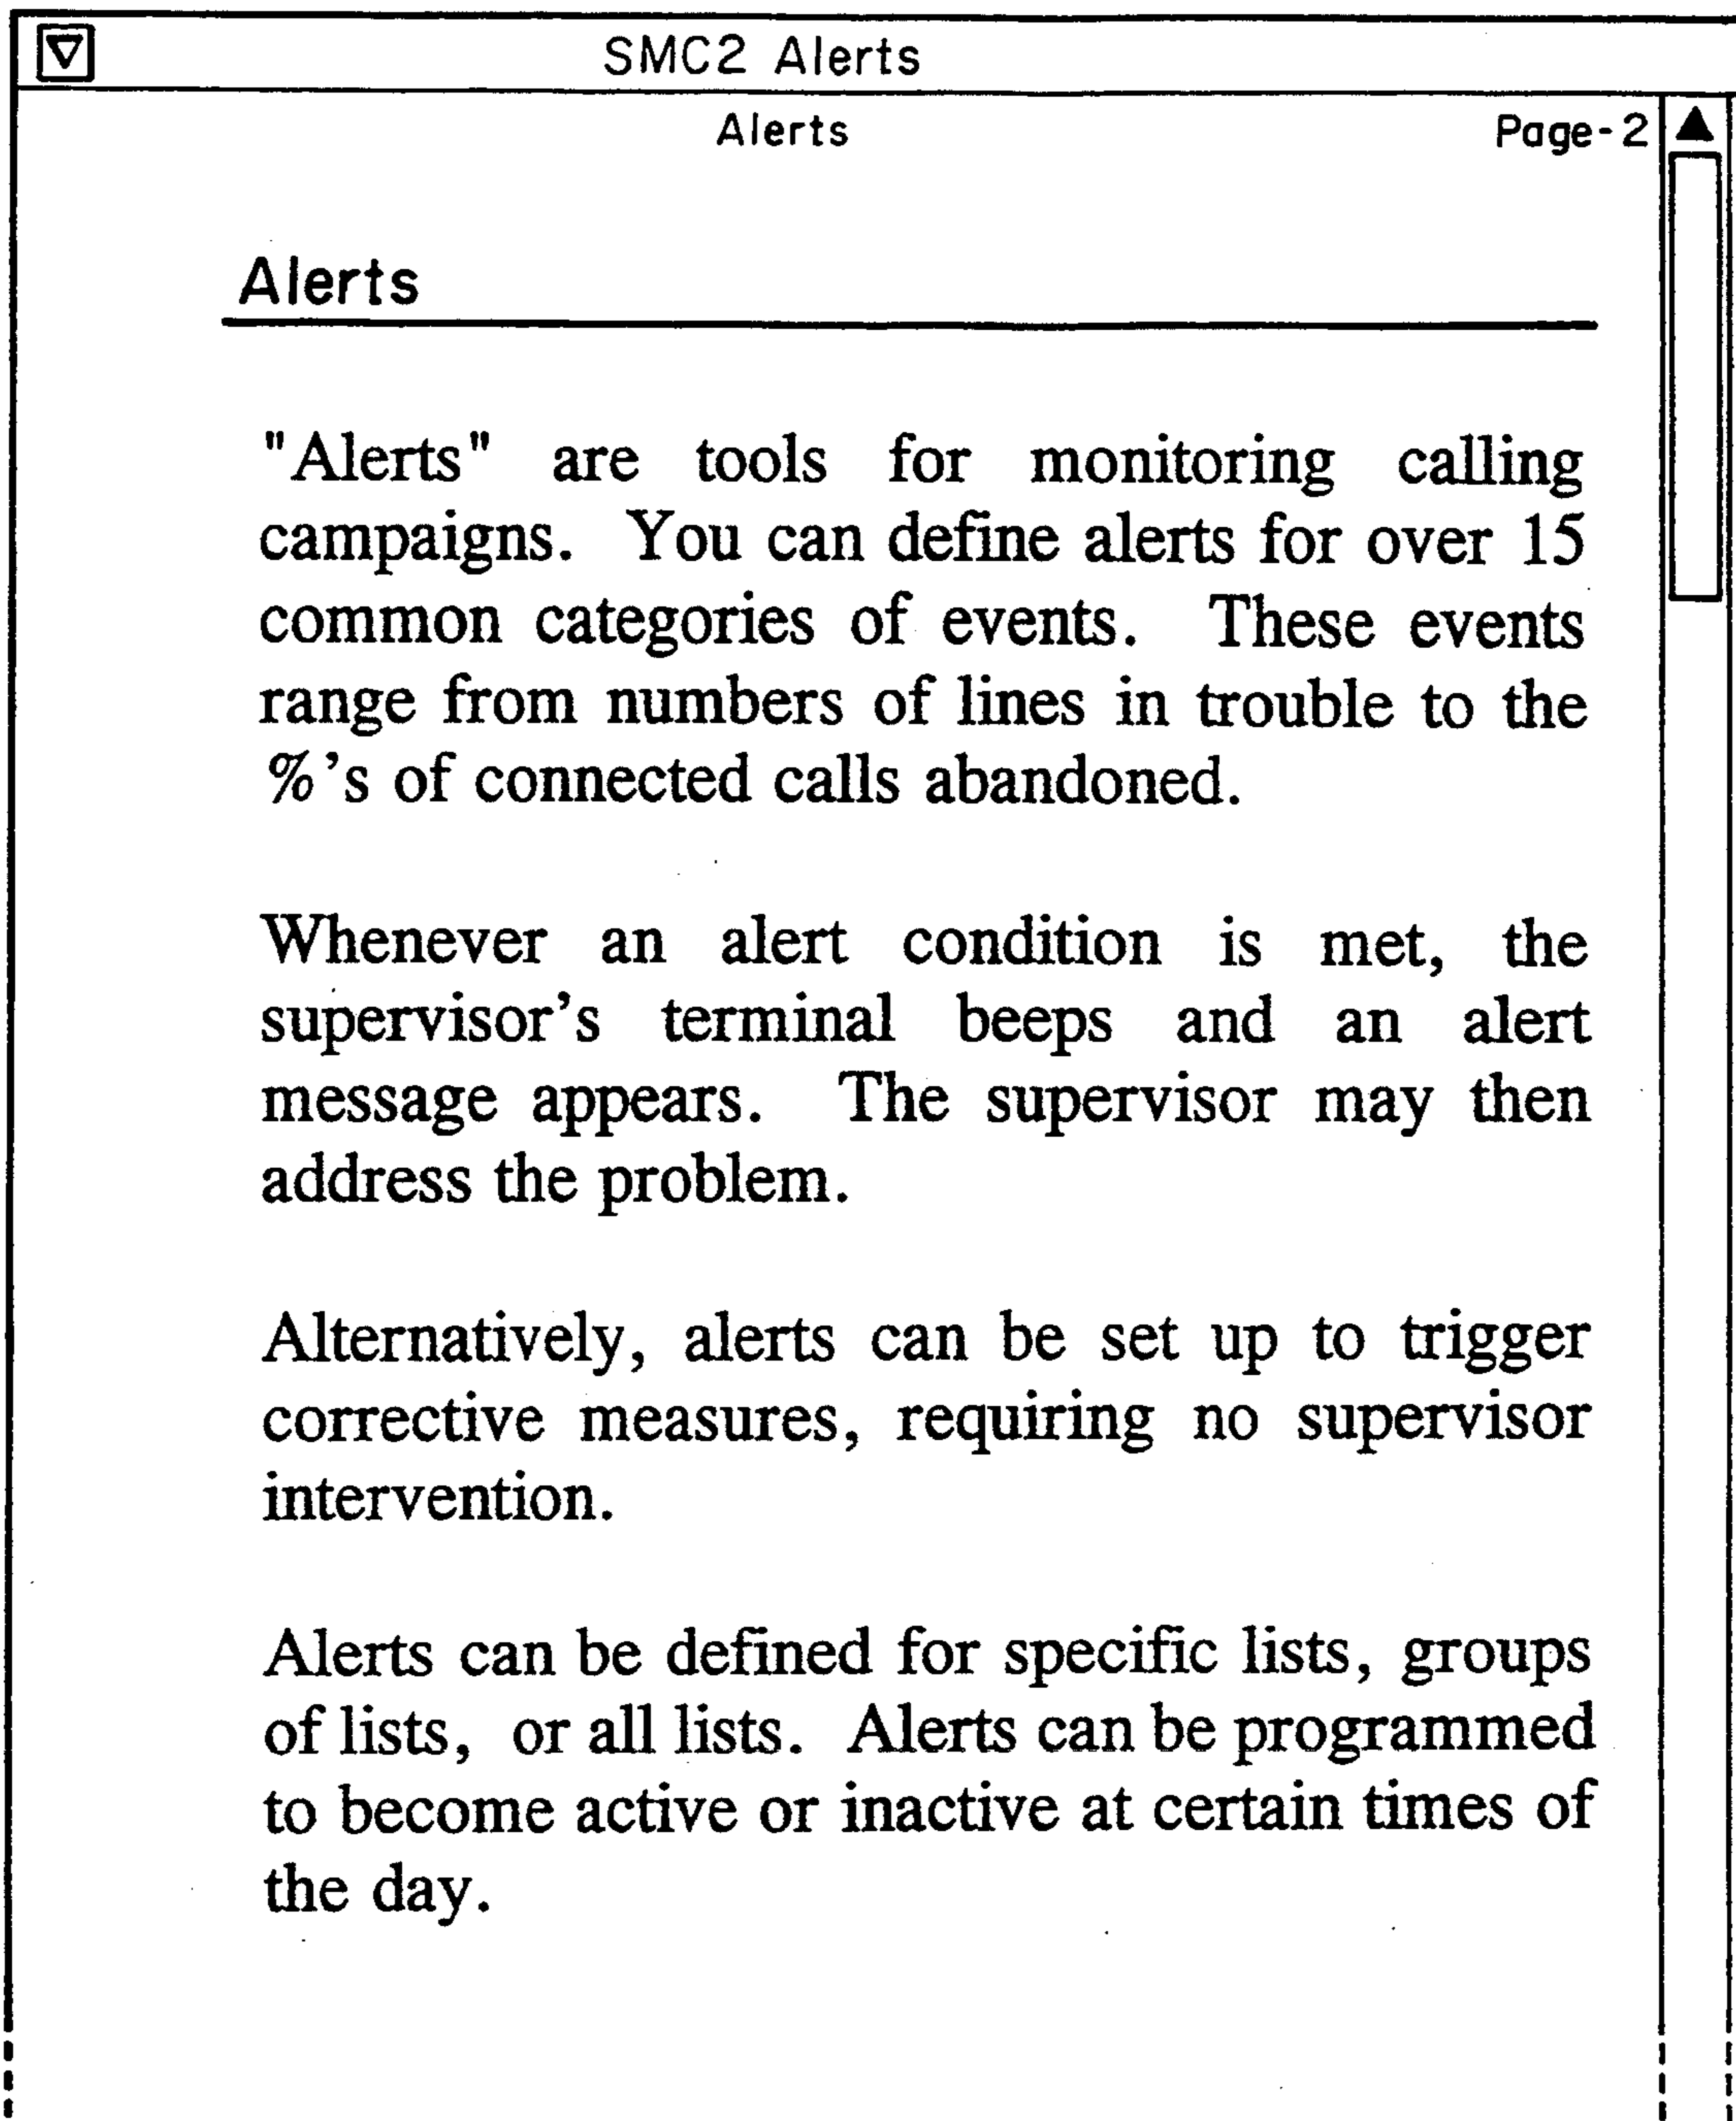 SMC2 Alerts
Alerts Page-2
Alerts
"Alerts" are tools for monitoring calling
campaigns. You can define alerts for over 15
common categories of events. These events
range from numbers of lines in trouble to the
%'s of connected calls abandoned.
Whenever an alert condition is met, the
supervisor's terminal beeps and an alert
message appears. The supervisor may then
address the problem.
Alternatively, alerts can be set up to trigger
corrective measures, requiring no supervisor
intervention.
Alerts can be defined for specific lists, groups
of lists, or all lists. Alerts can be programmed
to become active or inactive at certain times of
the day.